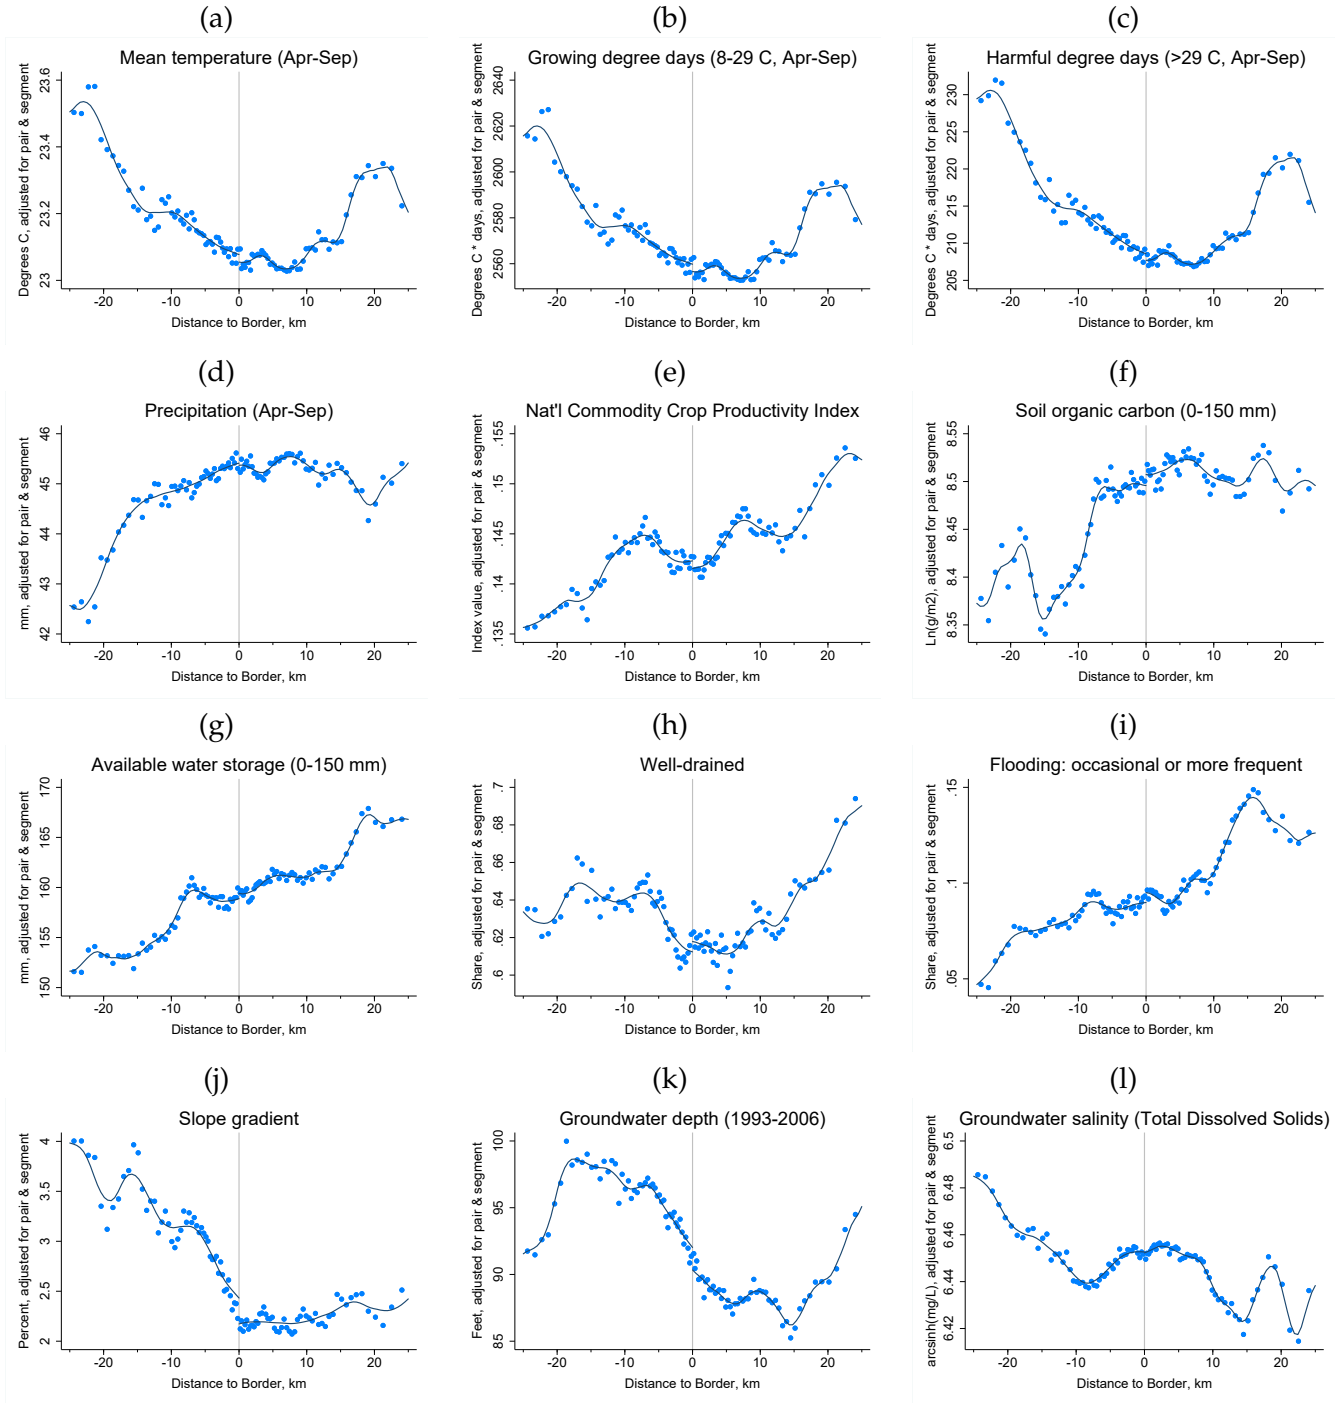 (a)
Mean temperature (Apr-Sep)
Degrees C, adjusted for pair & segment
23.6
23.4
23.2
23
-20
-10
0
10
20
Distance to Border, km
(b)
Growing degree days (8-29 C, Apr-Sep)
Degrees C * days, adjusted for pair & segment
2640
2620
2600
2580
2560
-20
-10
0
10
20
Distance to Border, km
(c)
Harmful degree days (>29 C, Apr-Sep)
Degrees C * days, adjusted for pair & segment
230
225
220
215
210
205
-20
-10
0
10
20
Distance to Border, km
(d)
Precipitation (Apr-Sep)
mm, adjusted for pair & segment
46
45
44
43
42
-20
-10
0
10
20
Distance to Border, km
(e)
Nat'l Commodity Crop Productivity Index
Index value, adjusted for pair & segment
.155
.15
.145
.14
.135
-20
-10
0
10
20
Distance to Border, km
(f)
Soil organic carbon (0-150 mm)
Ln(g/m2), adjusted for pair & segment
8.55
8.5
8.45
8.4
8.35
-20
-10
0
10
20
Distance to Border, km
(g)
Available water storage (0-150 mm)
mm, adjusted for pair & segment
170
165
160
155
150
-20
-10
0
10
20
Distance to Border, km
(h)
Well-drained
Share, adjusted for pair & segment
.7
.68
.66
.64
.62
.6
-20
-10
0
10
20
Distance to Border, km
(i)
Flooding: occasional or more frequent
Share, adjusted for pair & segment
.15
.1
.05
-20
-10
0
10
20
Distance to Border, km
(j)
Slope gradient
Percent, adjusted for pair & segment
4
3.5
3
2.5
2
-20
-10
0
10
20
Distance to Border, km
(k)
Groundwater depth (1993-2006)
Feet, adjusted for pair & segment
100
95
90
85
-20
-10
0
10
20
Distance to Border, km
(l)
Groundwater salinity (Total Dissolved Solids)
arcsinh(mg/L), adjusted for pair & segment
6.5
6.48
6.46
6.44
6.42
-20
-10
0
10
20
Distance to Border, km